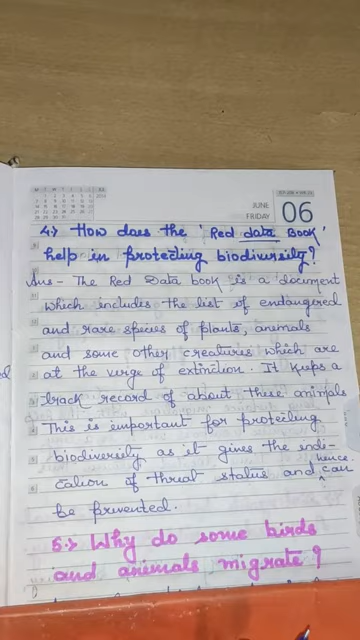 JUNE
FRIDAY
06
4.) How does the 'Red data Book'
help in protecting biodiversity?
Ans - The Red Data book is a document
which includes the list of endangered
and rare species of plants, animals
and some other creatures which are
at the verge of extinction. It keeps a
track record of about these animals
This is important for protecting
biodiversity as it gives the indi-
cation of threat status and hence can
be prevented.
5.) Why do some birds
and animals migrate?